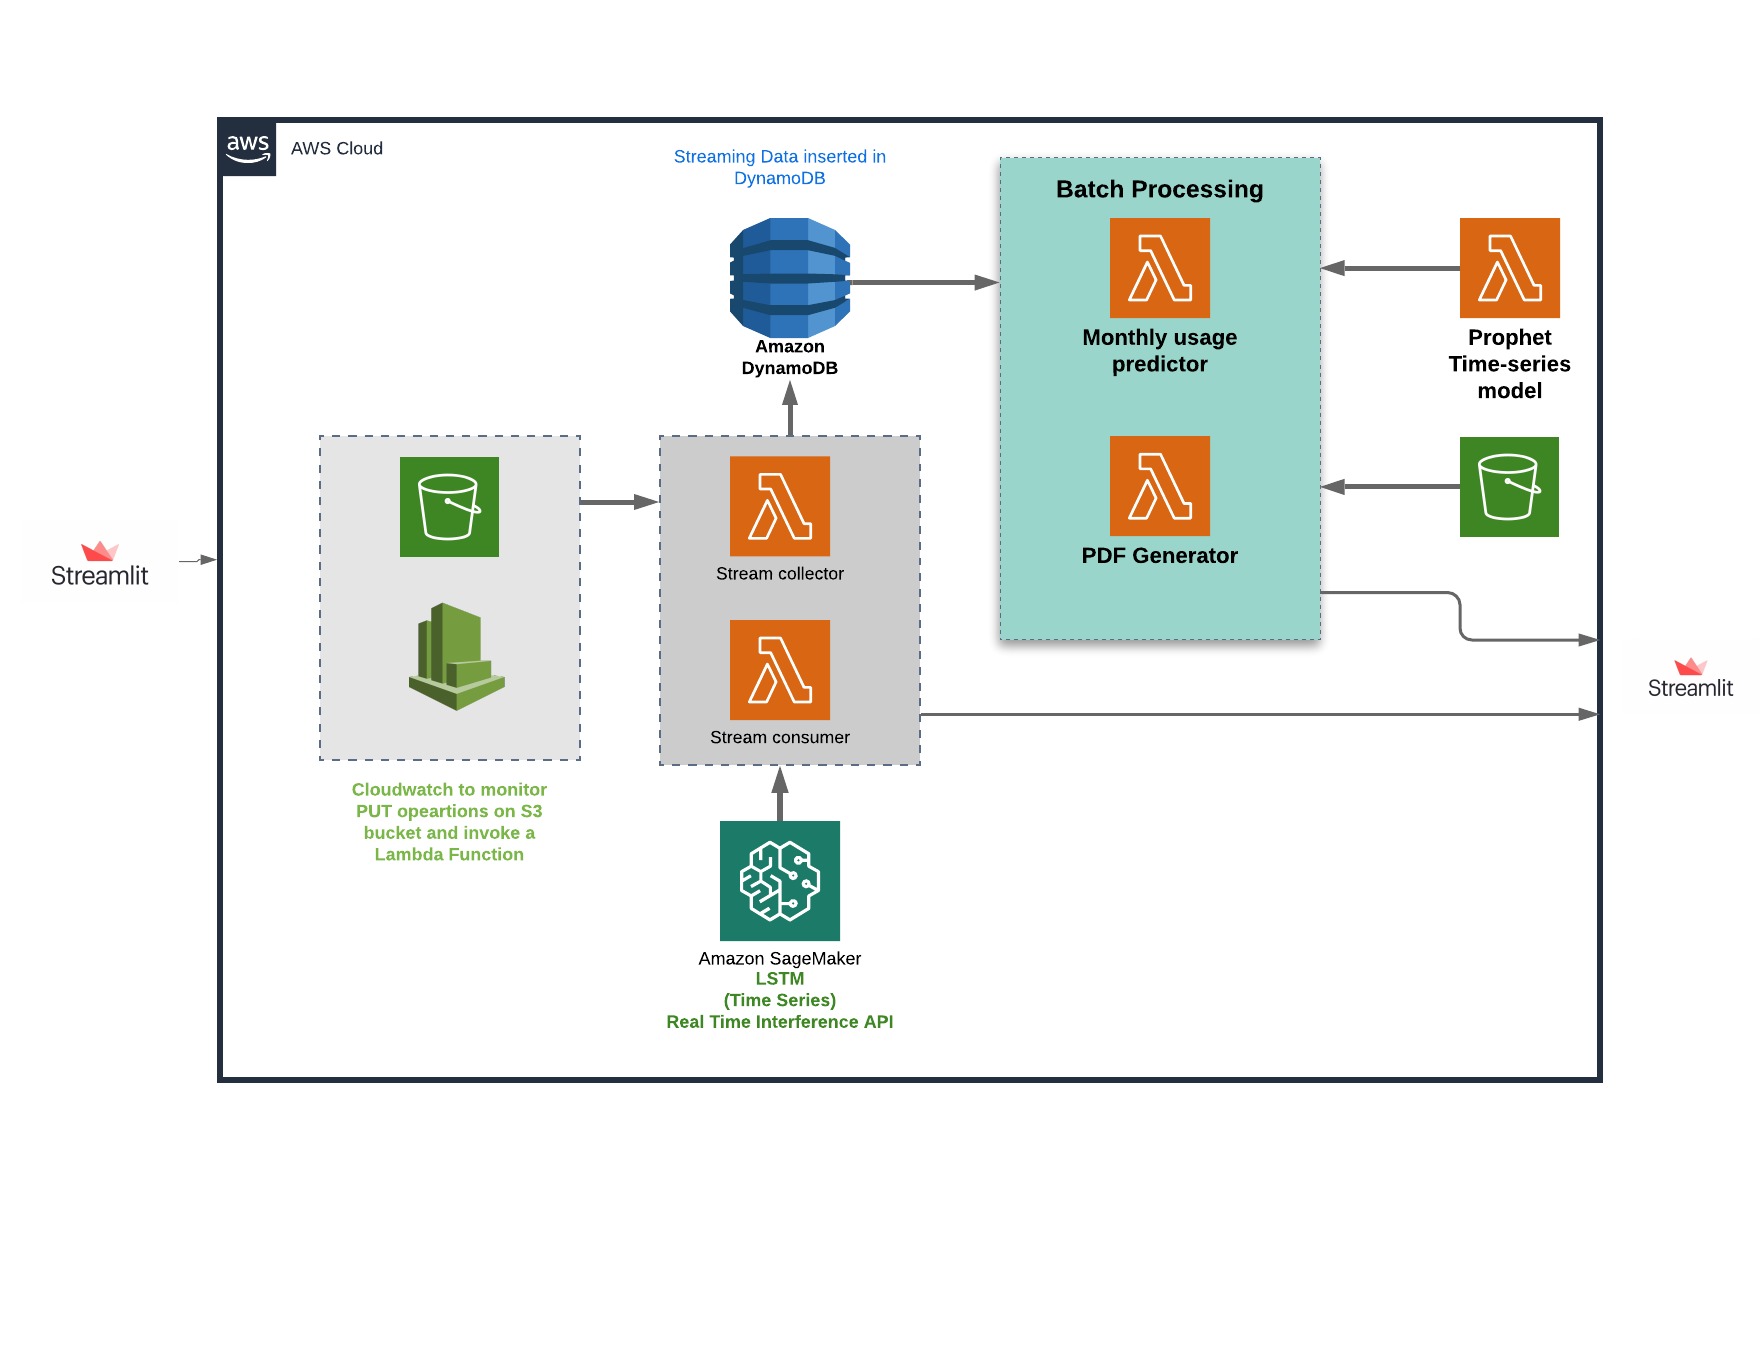 aws
AWS Cloud
Streaming Data inserted in
DynamoDB
Amazon
DynamoDB
Batch Processing
Monthly usage
predictor
PDF Generator
Prophet
Time-series
model
Streamlit
Cloudwatch to monitor
PUT opeartions on S3
bucket and invoke a
Lambda Function
Stream collector
Stream consumer
Amazon SageMaker
LSTM
(Time Series)
Real Time Interference API
Streamlit